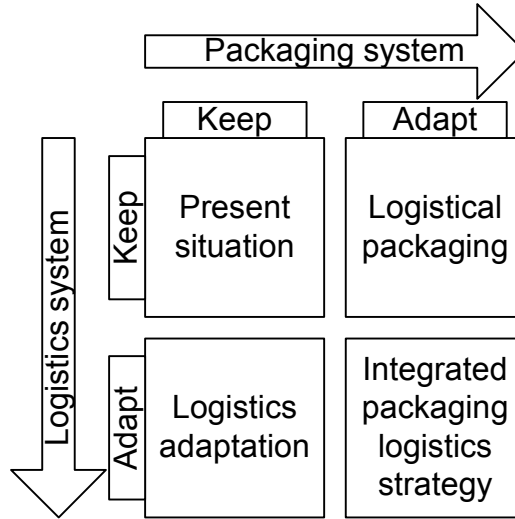 Packaging system
Keep
Adapt
Logistics system
Keep
Present
situation
Logistical
packaging
Adapt
Logistics
adaptation
Integrated
packaging
logistics
strategy